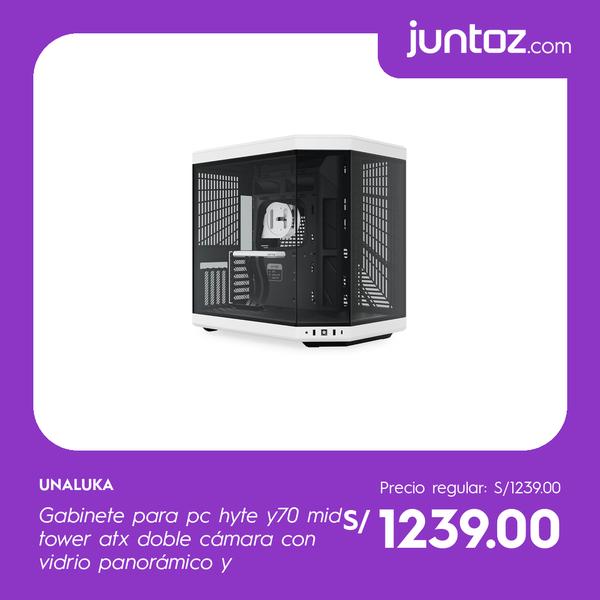 juntoz.com
UNALUKA
Gabinete para pc hyte y70 mid
tower atx doble cámara con
vidrio panorámico y
Precio regular: S/1239.00
S/ 1239.00